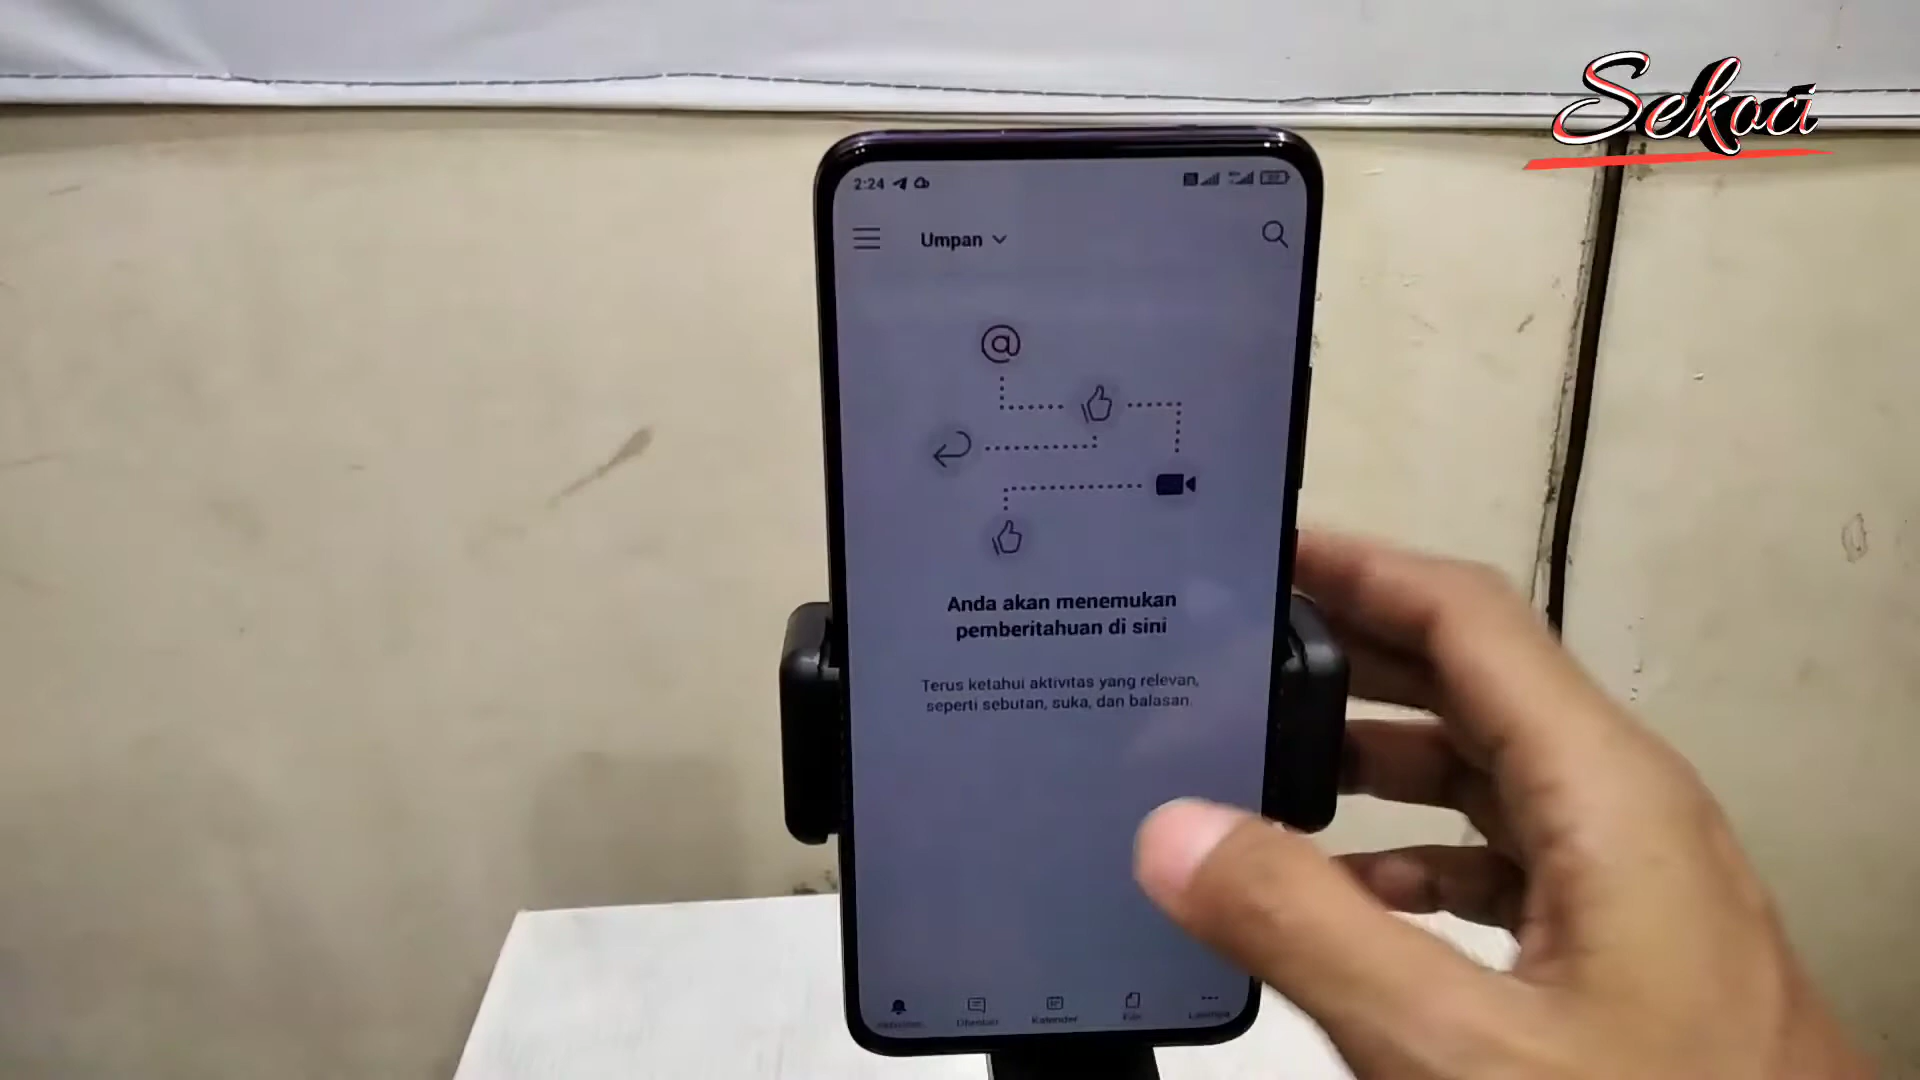 Sekoci
2:24
Umpan
Anda akan menemukan
pemberitahuan di sini
Terus ketahui aktivitas yang relevan,
seperti sebutan, suka, dan balasan.
Kalender
Lainnya